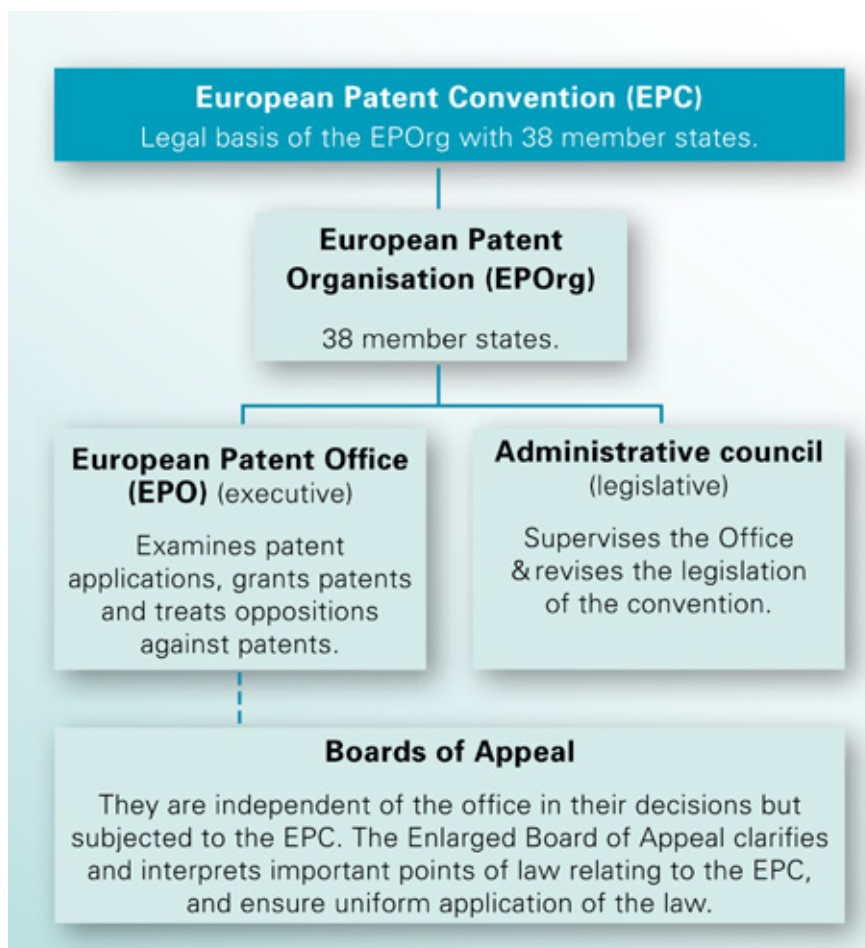 European Patent Convention (EPC)
Legal basis of the EPOrg with 38 member states.
European Patent
Organisation (EPOrg)
38 member states.
European Patent Office
(EPO) (executive)
Examines patent
applications, grants patents
and treats oppositions
against patents.
Administrative council
(legislative)
Supervises the Office
& revises the legislation
of the convention.
Boards of Appeal
They are independent of the office in their decisions but
subjected to the EPC. The Enlarged Board of Appeal clarifies
and interprets important points of law relating to the EPC,
and ensure uniform application of the law.